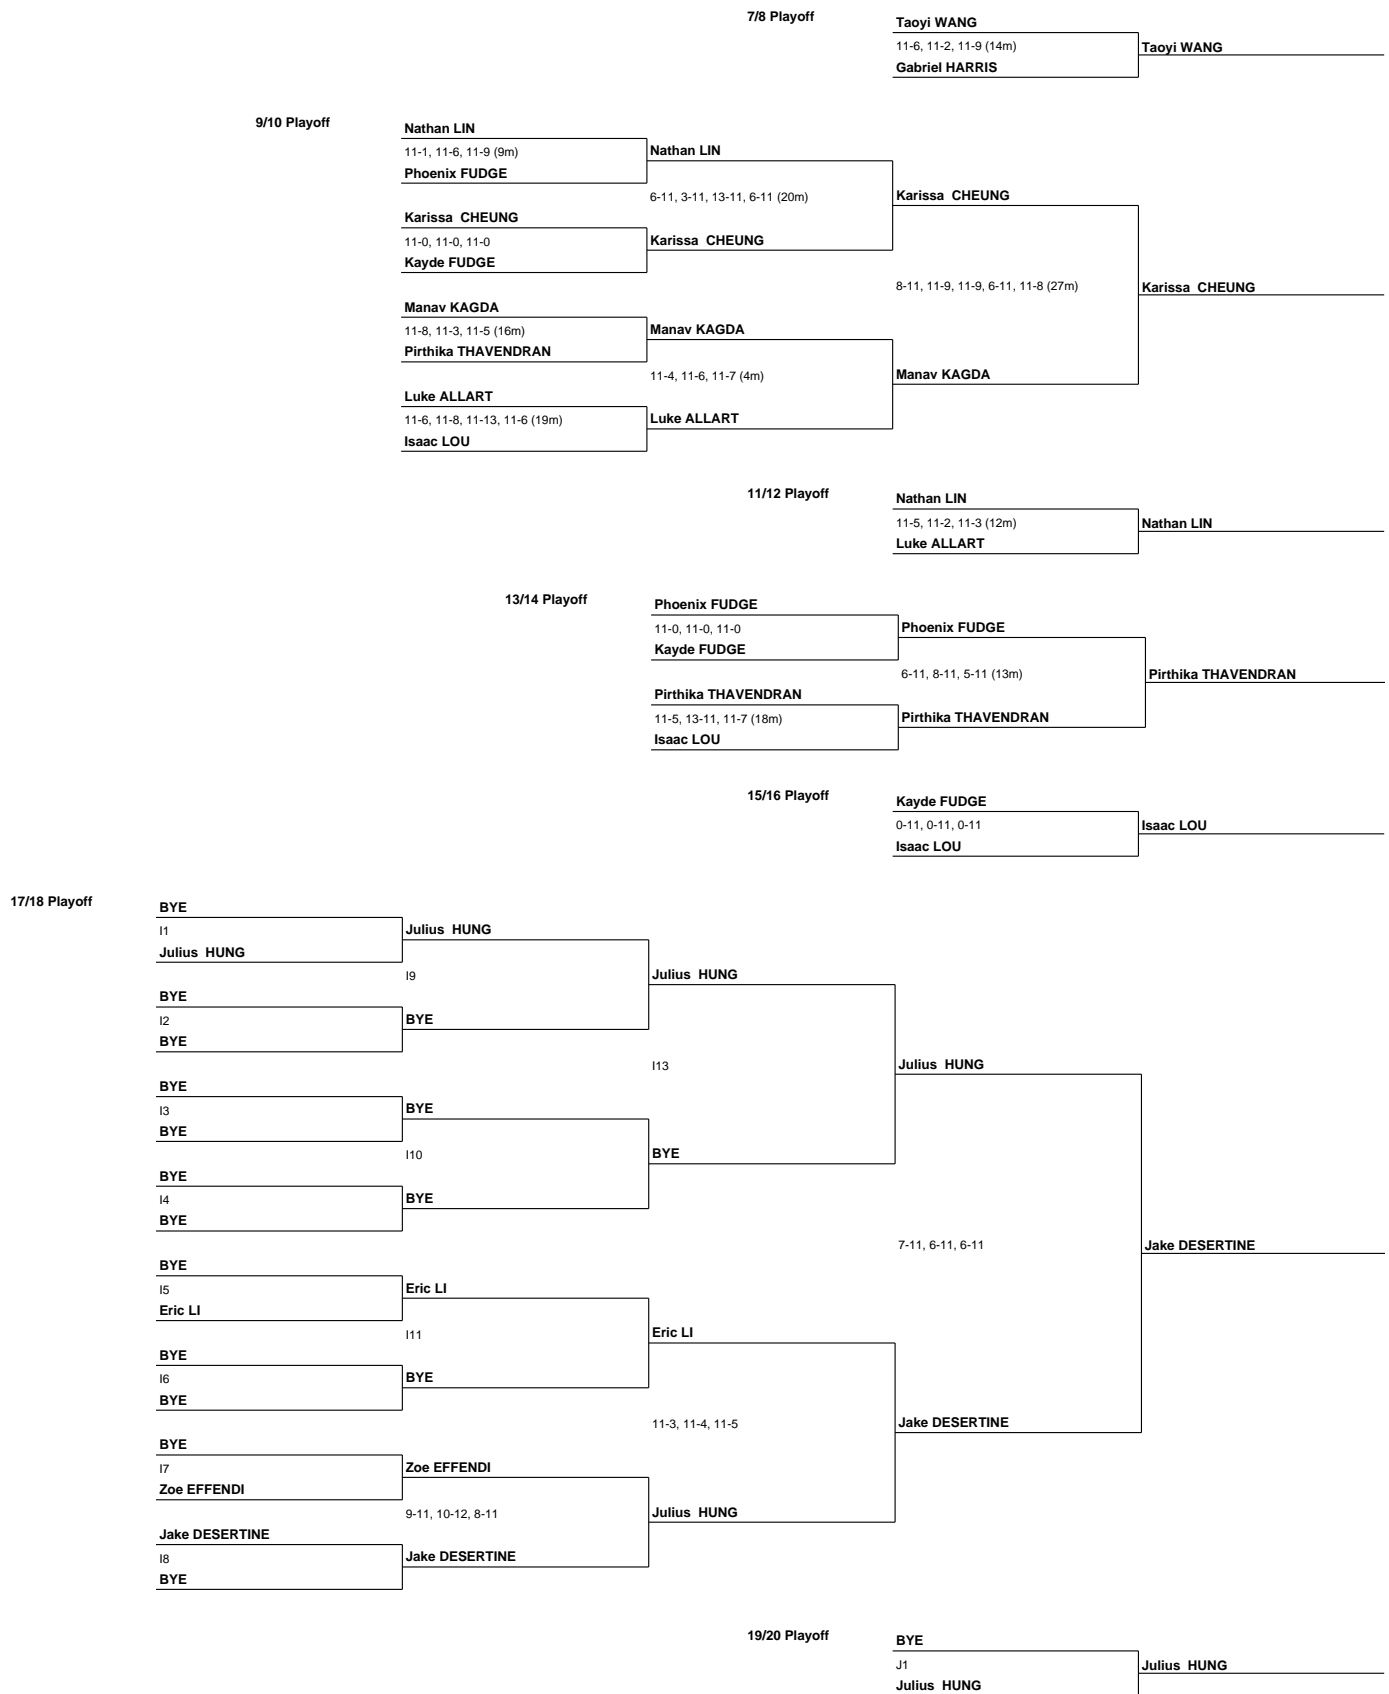 7/8 Playoff
Taoyi WANG
11-6, 11-2, 11-9 (14m)
Taoyi WANG
Gabriel HARRIS
9/10 Playoff
Nathan LIN
11-1, 11-6, 11-9 (9m)
Nathan LIN
Phoenix FUDGE
6-11, 3-11, 13-11, 6-11 (20m)
Karissa CHEUNG
Karissa CHEUNG
11-0, 11-0, 11-0
Karissa CHEUNG
Kayde FUDGE
8-11, 11-9, 11-9, 6-11, 11-8 (27m)
Karissa CHEUNG
Manav KAGDA
11-8, 11-3, 11-5 (16m)
Manav KAGDA
Pirthika THAVENDRAN
11-4, 11-6, 11-7 (4m)
Manav KAGDA
Luke ALLART
11-6, 11-8, 11-13, 11-6 (19m)
Luke ALLART
Isaac LOU
11/12 Playoff
Nathan LIN
11-5, 11-2, 11-3 (12m)
Nathan LIN
Luke ALLART
13/14 Playoff
Phoenix FUDGE
11-0, 11-0, 11-0
Phoenix FUDGE
Kayde FUDGE
6-11, 8-11, 5-11 (13m)
Pirthika THAVENDRAN
Pirthika THAVENDRAN
11-5, 13-11, 11-7 (18m)
Pirthika THAVENDRAN
Isaac LOU
15/16 Playoff
Kayde FUDGE
0-11, 0-11, 0-11
Isaac LOU
Isaac LOU
17/18 Playoff
BYE
I1
Julius HUNG
Julius HUNG
I9
Julius HUNG
BYE
I2
BYE
BYE
I13
Julius HUNG
BYE
I3
BYE
BYE
I10
BYE
BYE
I4
BYE
BYE
7-11, 6-11, 6-11
Jake DESERTINE
BYE
I5
Eric LI
Eric LI
I11
Eric LI
BYE
I6
BYE
BYE
11-3, 11-4, 11-5
Jake DESERTINE
BYE
I7
Zoe EFFENDI
Zoe EFFENDI
9-11, 10-12, 8-11
Julius HUNG
Jake DESERTINE
I8
Jake DESERTINE
BYE
19/20 Playoff
BYE
J1
Julius HUNG
Julius HUNG